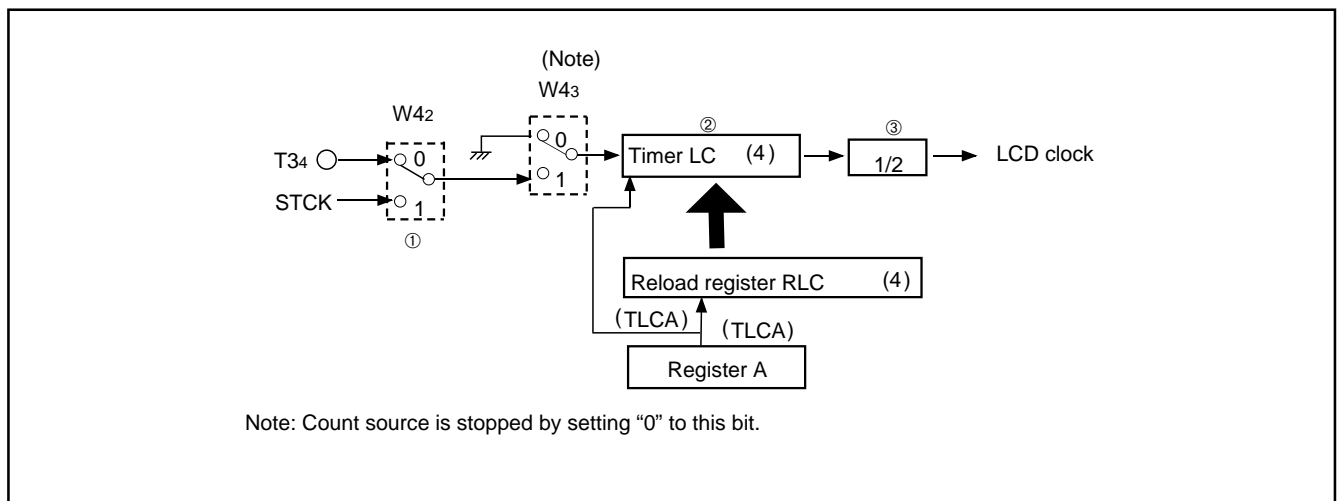 (Note)
W43
W42
0
1
T34
STCK
①
0
1
②
Timer LC (4)
③
1/2
LCD clock
Reload register RLC (4)
(TLCA)
(TLCA)
Register A
Note: Count source is stopped by setting “0” to this bit.